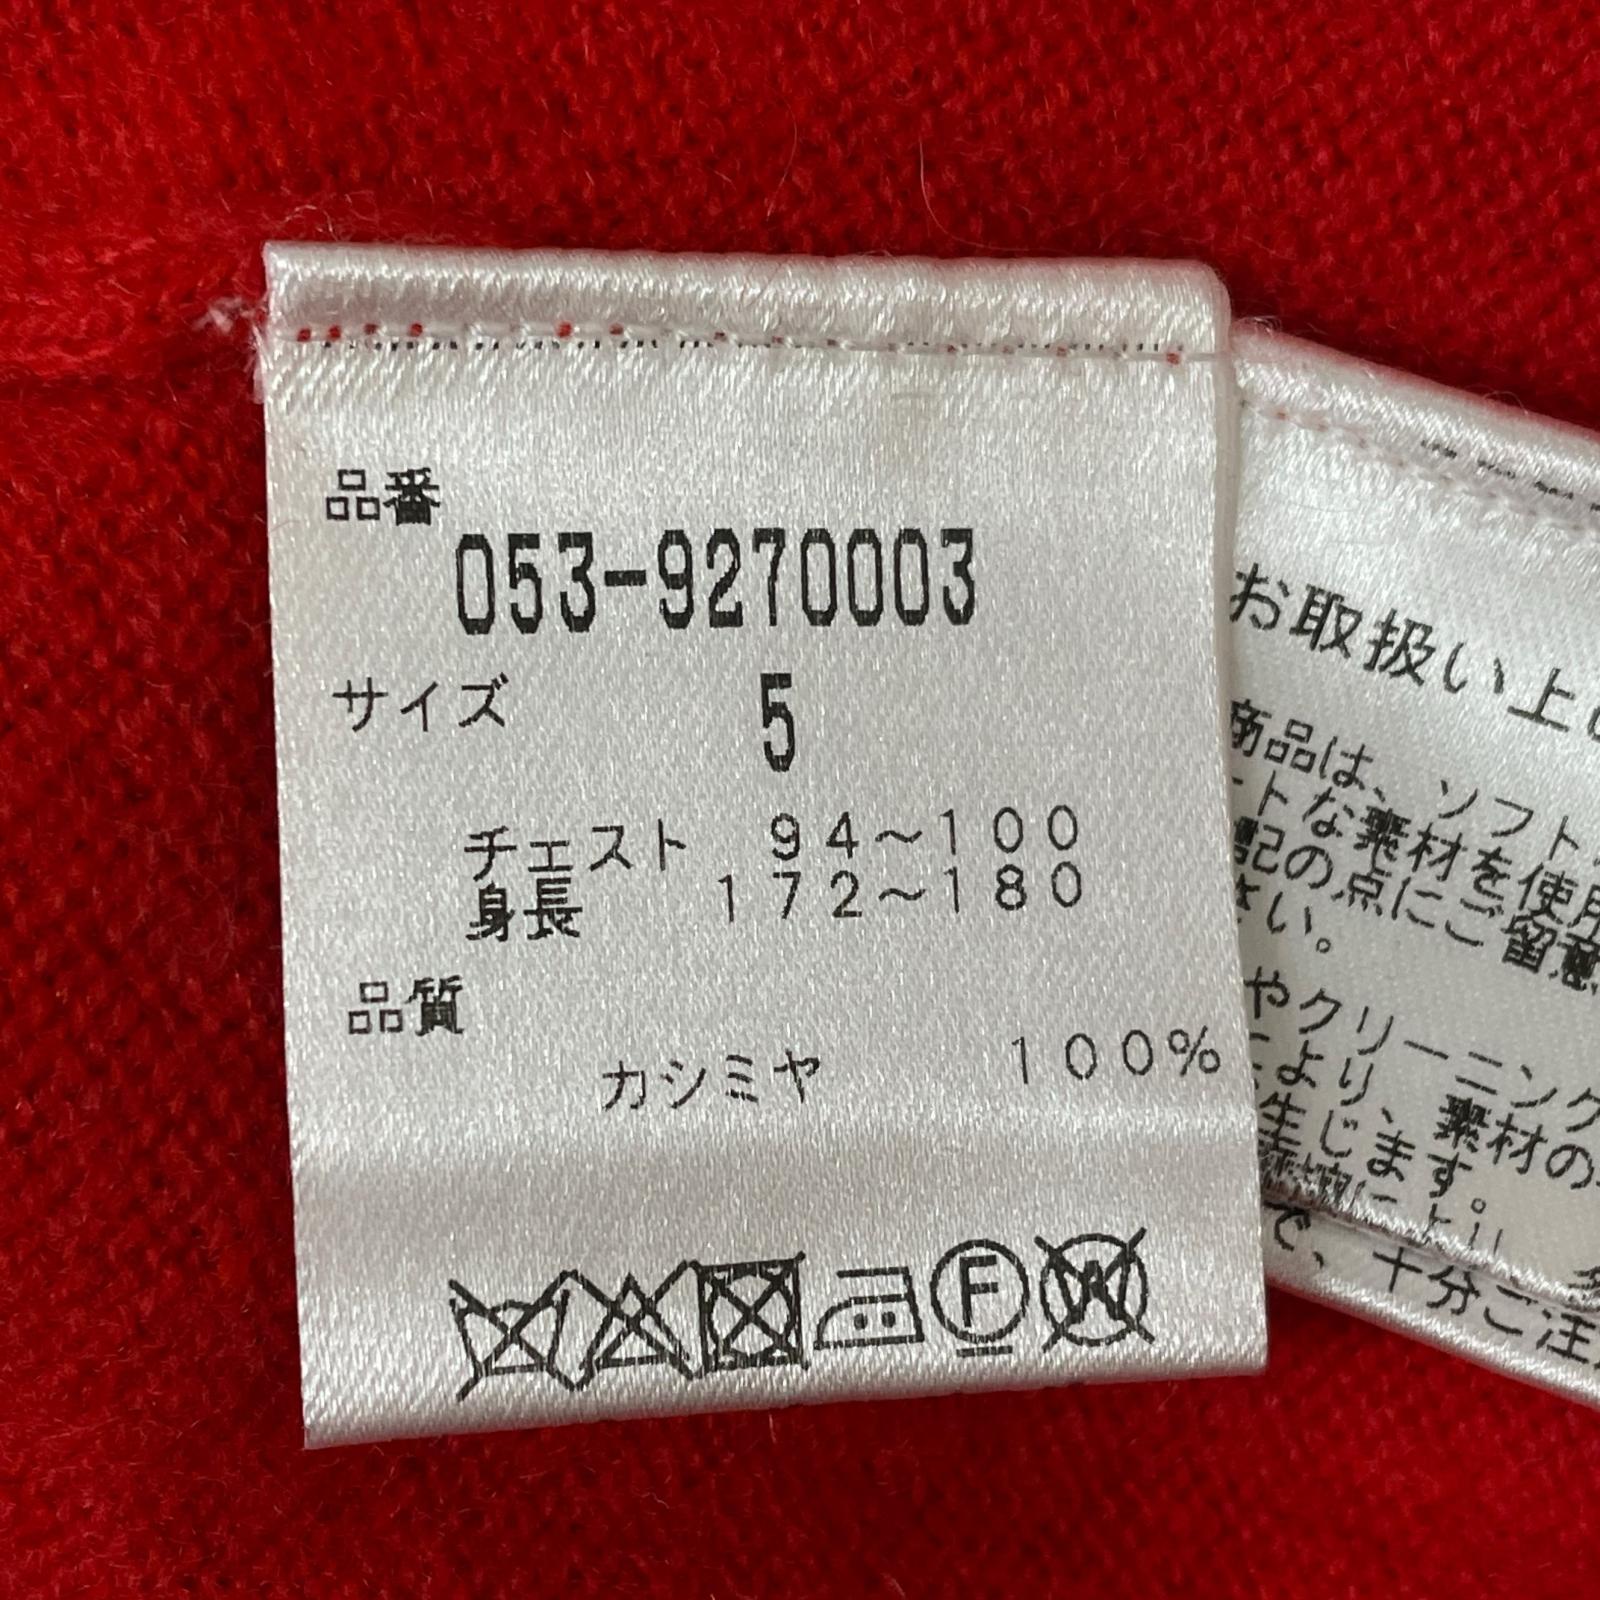 品番
053-9270003
サイズ 5
チェスト 94～100
身長 172～180
品質
カシミヤ 100%
F
W
お取扱い上
商品は、ソフト
トな素材を使用
記の点にご留意
さい。
やクリーニング
により、素材の
生じます。
で、十分ご注